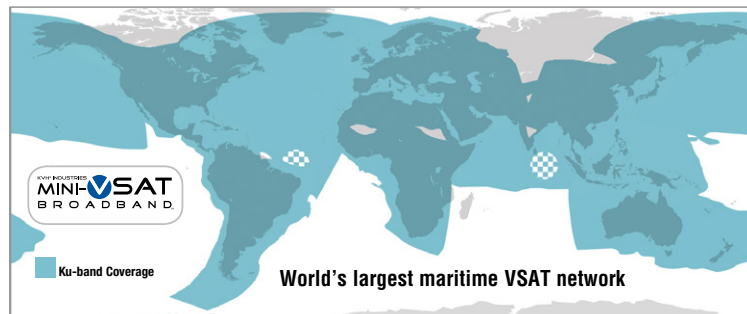 KVH® INDUSTRIES
MINI-VSAT
BROADBAND
Ku-band Coverage
World's largest maritime VSAT network